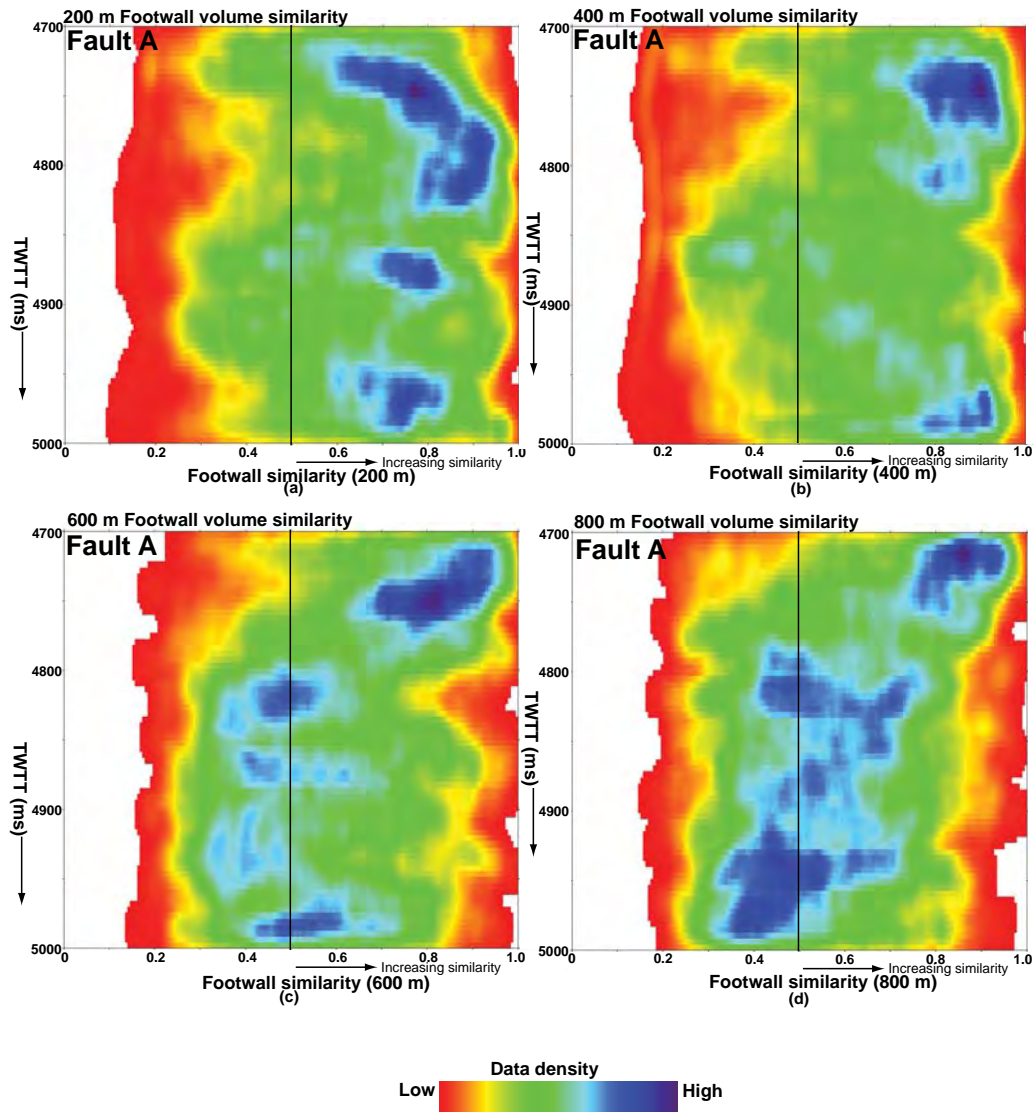 200 m Footwall volume similarity
400 m Footwall volume similarity
4700
Fault A
4700
Fault A
4800
4800
TWTT (ms)
TWTT (ms)
4900
4900
5000
5000
0 0.2 0.4 0.6 0.8 1.0
0 0.2 0.4 0.6 0.8 1.0
Increasing similarity
Increasing similarity
Footwall similarity (200 m)
Footwall similarity (400 m)
(a)
(b)
600 m Footwall volume similarity
800 m Footwall volume similarity
4700
Fault A
4700
Fault A
4800
4800
TWTT (ms)
TWTT (ms)
4900
4900
5000
5000
0 0.2 0.4 0.6 0.8 1.0
0 0.2 0.4 0.6 0.8 1.0
Increasing similarity
Increasing similarity
Footwall similarity (600 m)
Footwall similarity (800 m)
(c)
(d)
Data density
Low High